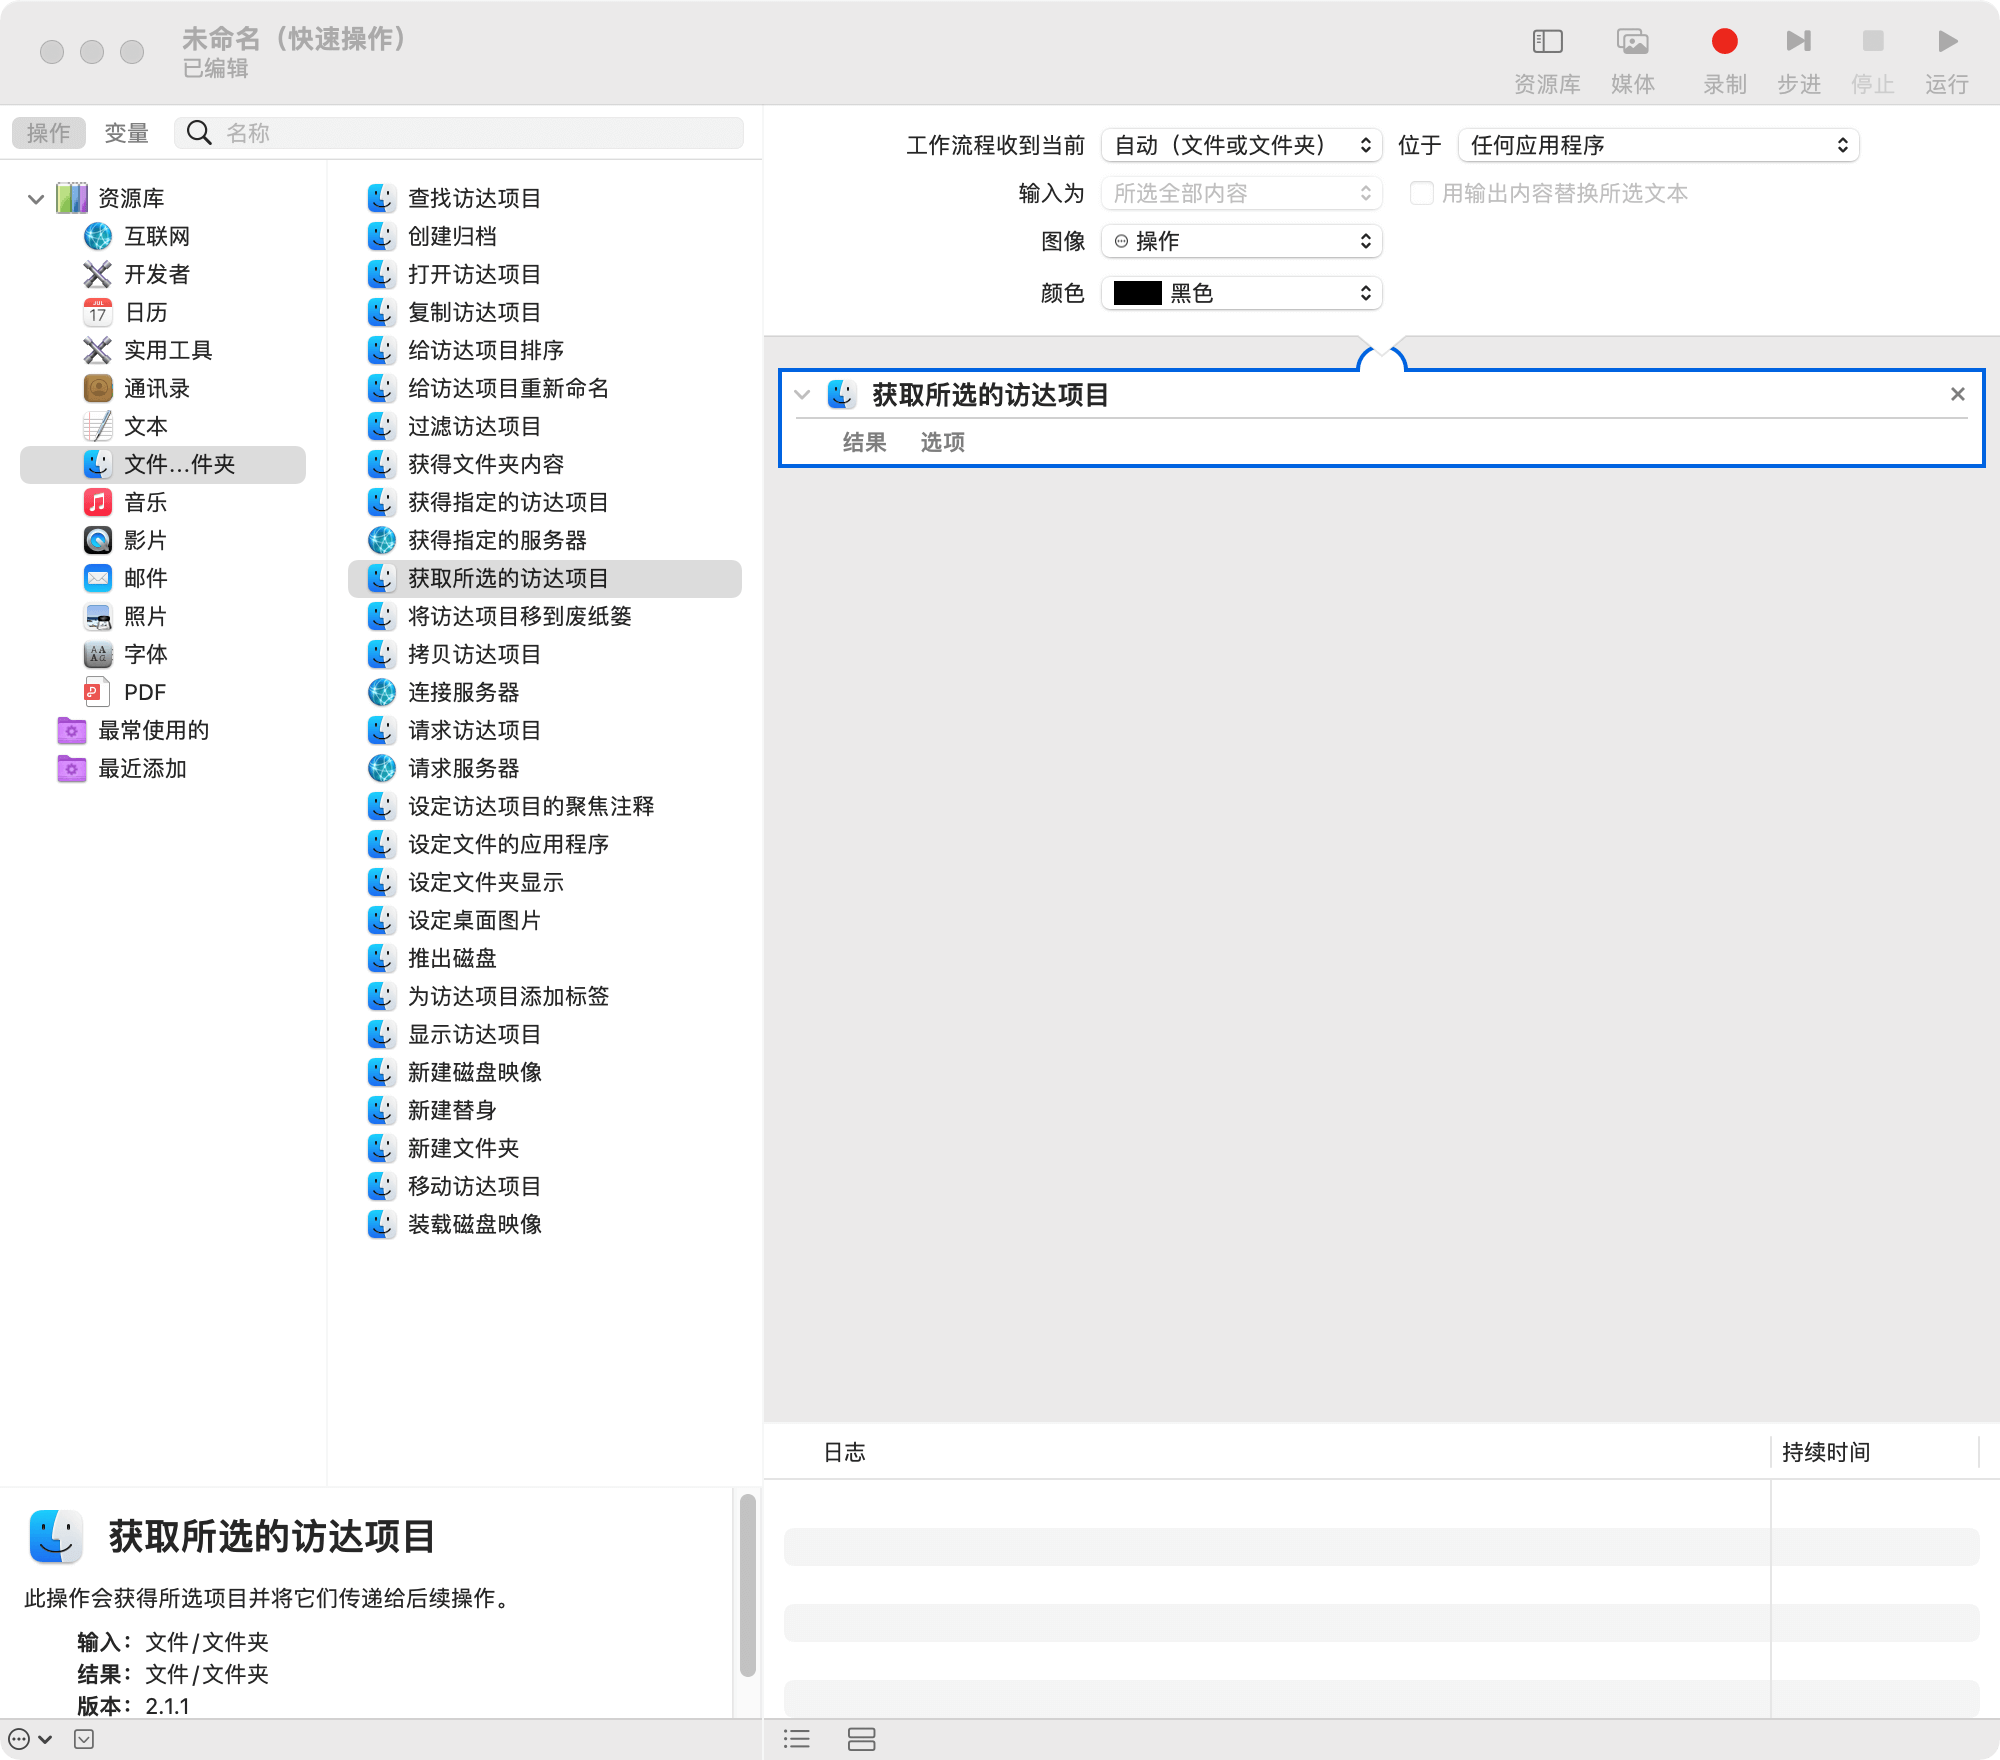 未命名（快速操作）
已编辑
资源库
媒体
录制
步进
停止
运行
操作
变量
名称
资源库
互联网
开发者
JUL
17
日历
实用工具
通讯录
文本
文件...件夹
音乐
影片
邮件
照片
字体
PDF
最常使用的
最近添加
查找访达项目
创建归档
打开访达项目
复制访达项目
给访达项目排序
给访达项目重新命名
过滤访达项目
获得文件夹内容
获得指定的访达项目
获得指定的服务器
获取所选的访达项目
将访达项目移到废纸篓
拷贝访达项目
连接服务器
请求访达项目
请求服务器
设定访达项目的聚焦注释
设定文件的应用程序
设定文件夹显示
设定桌面图片
推出磁盘
为访达项目添加标签
显示访达项目
新建磁盘映像
新建替身
新建文件夹
移动访达项目
装载磁盘映像
获取所选的访达项目
此操作会获得所选项目并将它们传递给后续操作。
输入： 文件/文件夹
结果： 文件/文件夹
版本： 2.1.1
工作流程收到当前 自动（文件或文件夹） 位于 任何应用程序
输入为 所选全部内容 用输出内容替换所选文本
图像 操作
颜色 黑色
获取所选的访达项目
结果 选项
日志 持续时间